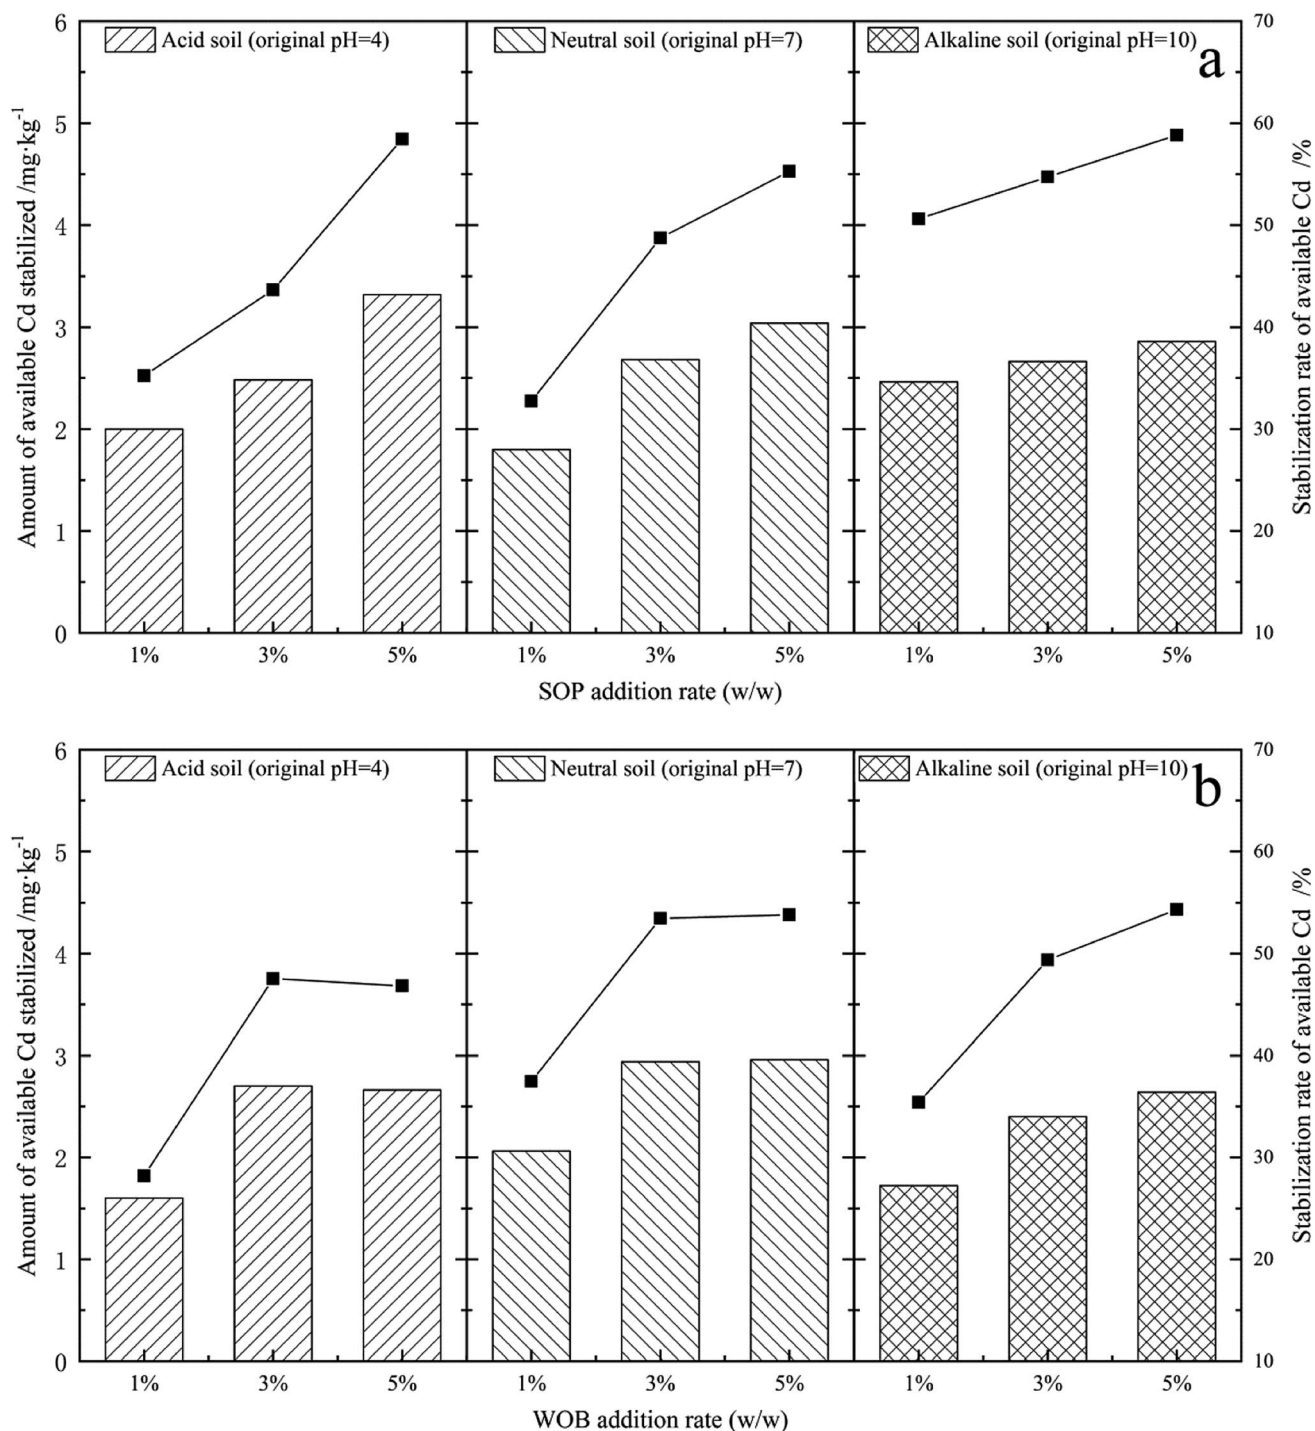 Acid soil (original pH=4)
Neutral soil (original pH=7)
Alkaline soil (original pH=10)
a
Amount of available Cd stabilized /mg·kg⁻¹
6
5
4
3
2
1
0
70
60
50
40
30
20
10
Stabilization rate of available Cd /%
1% 3% 5% 1% 3% 5% 1% 3% 5%
SOP addition rate (w/w)
Acid soil (original pH=4)
Neutral soil (original pH=7)
Alkaline soil (original pH=10)
b
Amount of available Cd stabilized /mg·kg⁻¹
6
5
4
3
2
1
0
70
60
50
40
30
20
10
Stabilization rate of available Cd /%
1% 3% 5% 1% 3% 5% 1% 3% 5%
WOB addition rate (w/w)